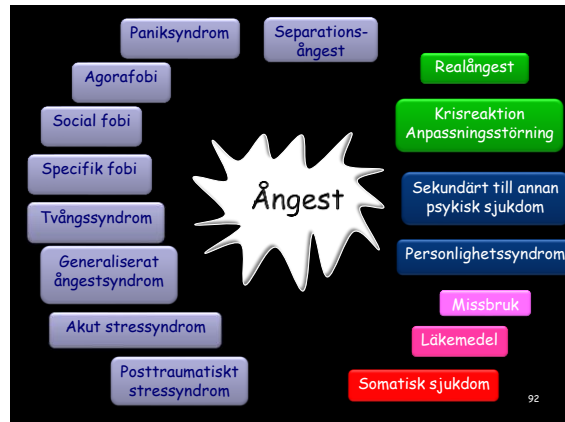 Paniksyndrom
Separations-
ångest
Agorafobi
Realångest
Social fobi
Krisreaktion
Anpassningsstörning
Specifik fobi
Ångest
Sekundärt till annan
psykisk sjukdom
Tvångssyndrom
Generaliserat
ångestsyndrom
Personlighetssyndrom
Missbruk
Akut stressyndrom
Läkemedel
Posttraumatiskt
stressyndrom
Somatisk sjukdom
92